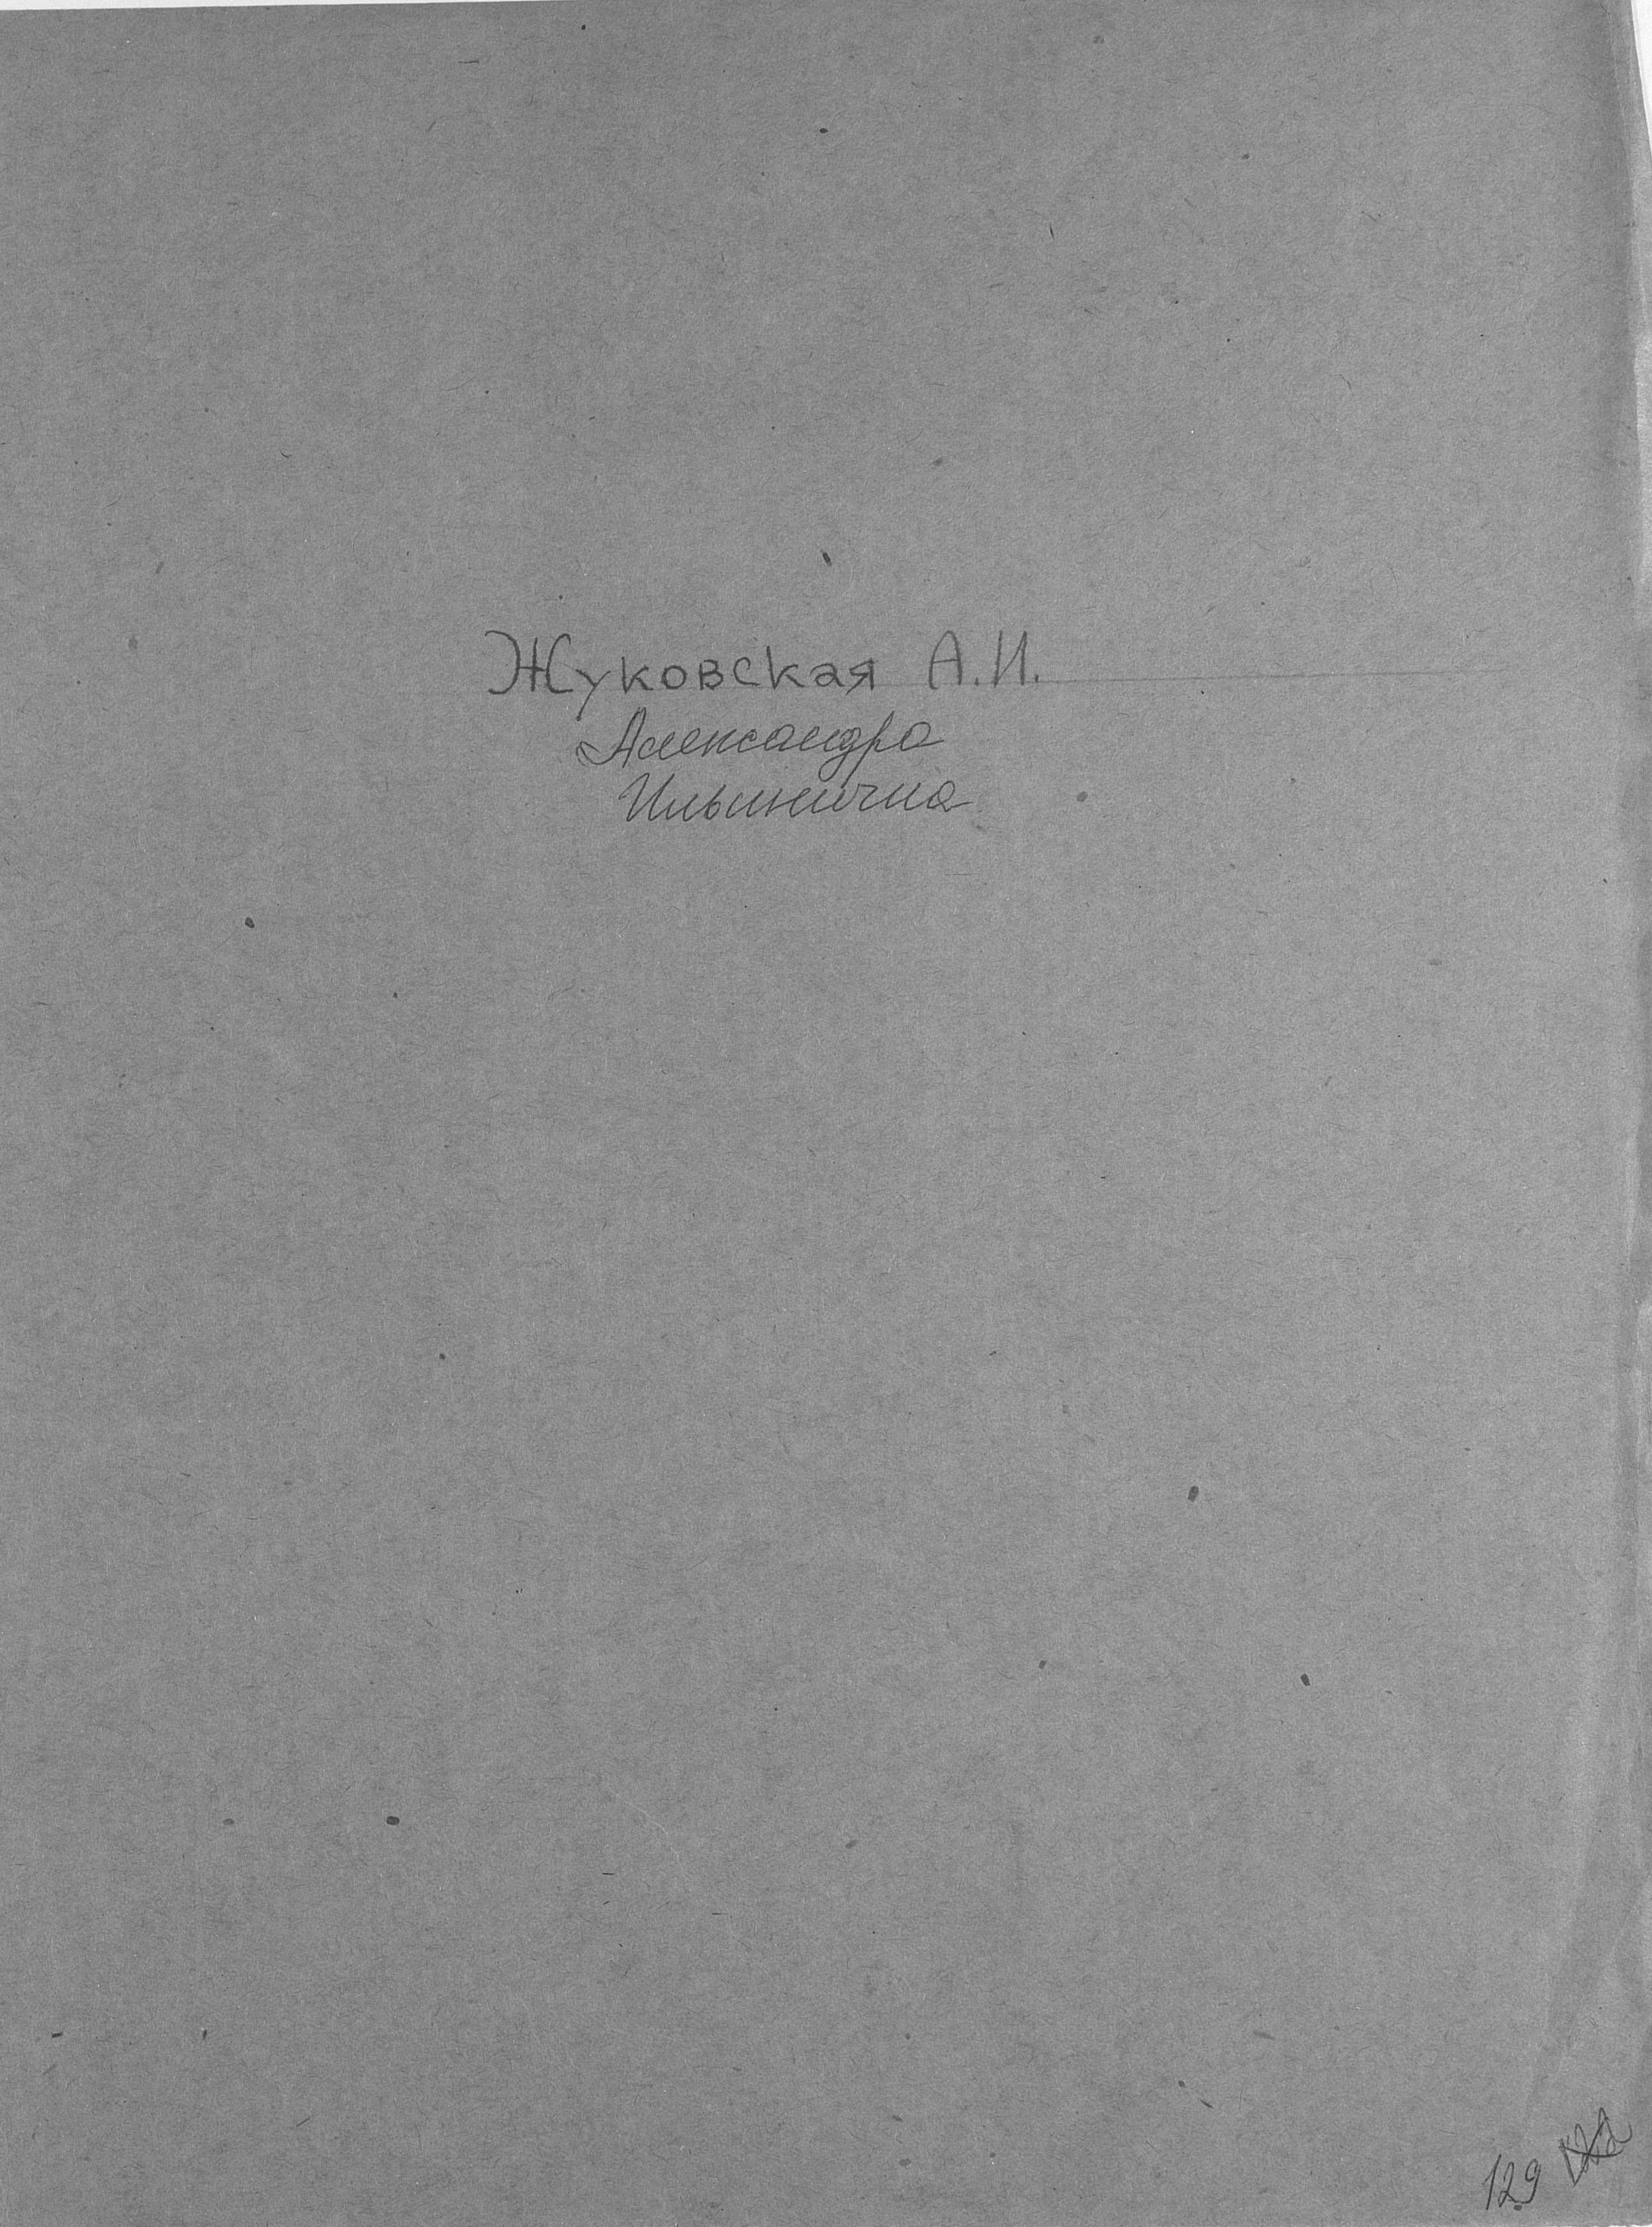 Жуковская А.И.
Александра
Ильинична
129